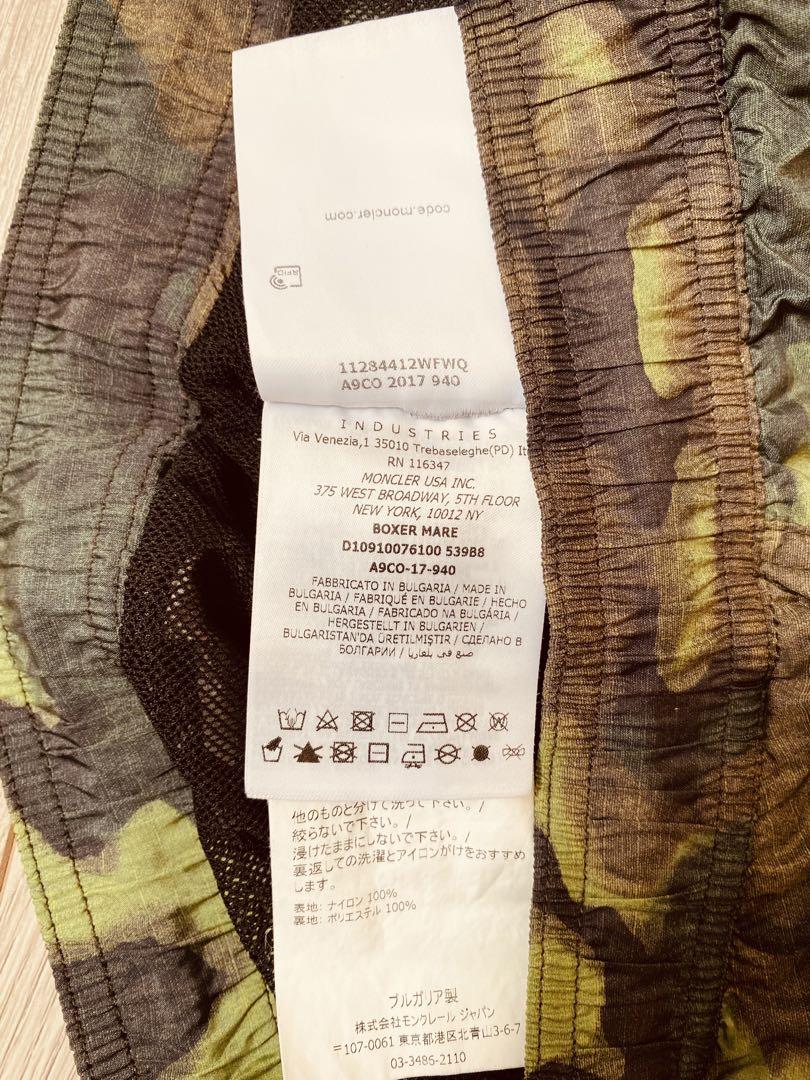 code.moncler.com
RFID
11284412WFWQ
A9CO 2017 940
INDUSTRIES
Via Venezia,1 35010 Trebaseleghe(PD) It
RN 116347
MONCLER USA INC.
375 WEST BROADWAY, 5TH FLOOR
NEW YORK, 10012 NY
BOXER MARE
D10910076100 539B8
A9CO-17-940
FABBRICATO IN BULGARIA / MADE IN
BULGARIA / FABRIQUÉ EN BULGARIE / HECHO
EN BULGARIA / FABRICADO NA BULGÁRIA /
HERGESTELLT IN BULGARIEN /
BULGARISTAN'DA ÜRETILMIŞTIR / СДЕЛАНО В
БОЛГАРИИ / صنع في بلغاريا
他のものと分けて洗って下さい。/
絞らないで下さい。/
浸けたままにしないで下さい。/
裏返しての洗濯とアイロンがけをおすすめ
します。
表地: ナイロン 100%
裏地: ポリエステル 100%
ブルガリア製
株式会社モンクレール ジャパン
〒107-0061 東京都港区北青山3-6-7
03-3486-2110